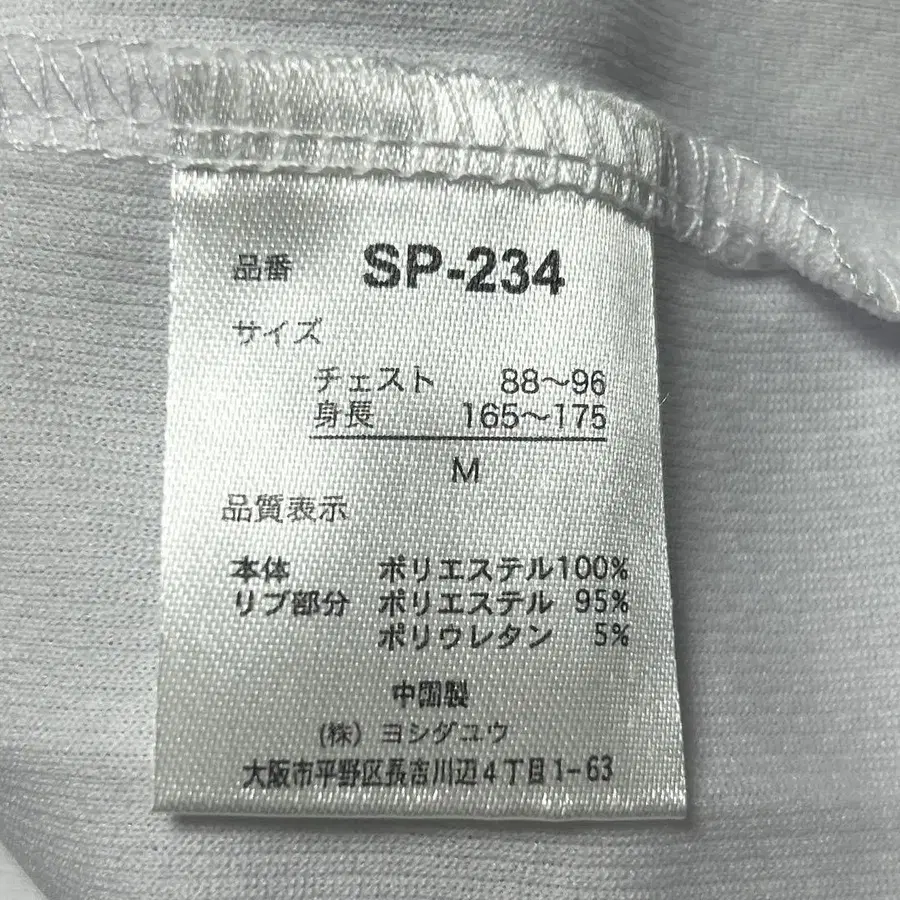 品番 SP-234
サイズ
チェスト 88〜96
身長 165〜175
M
品質表示
本体 ポリエステル100%
リブ部分 ポリエステル 95%
ポリウレタン 5%
中国製
(株) ヨシダユウ
大阪市平野区長吉川辺4丁目1-63